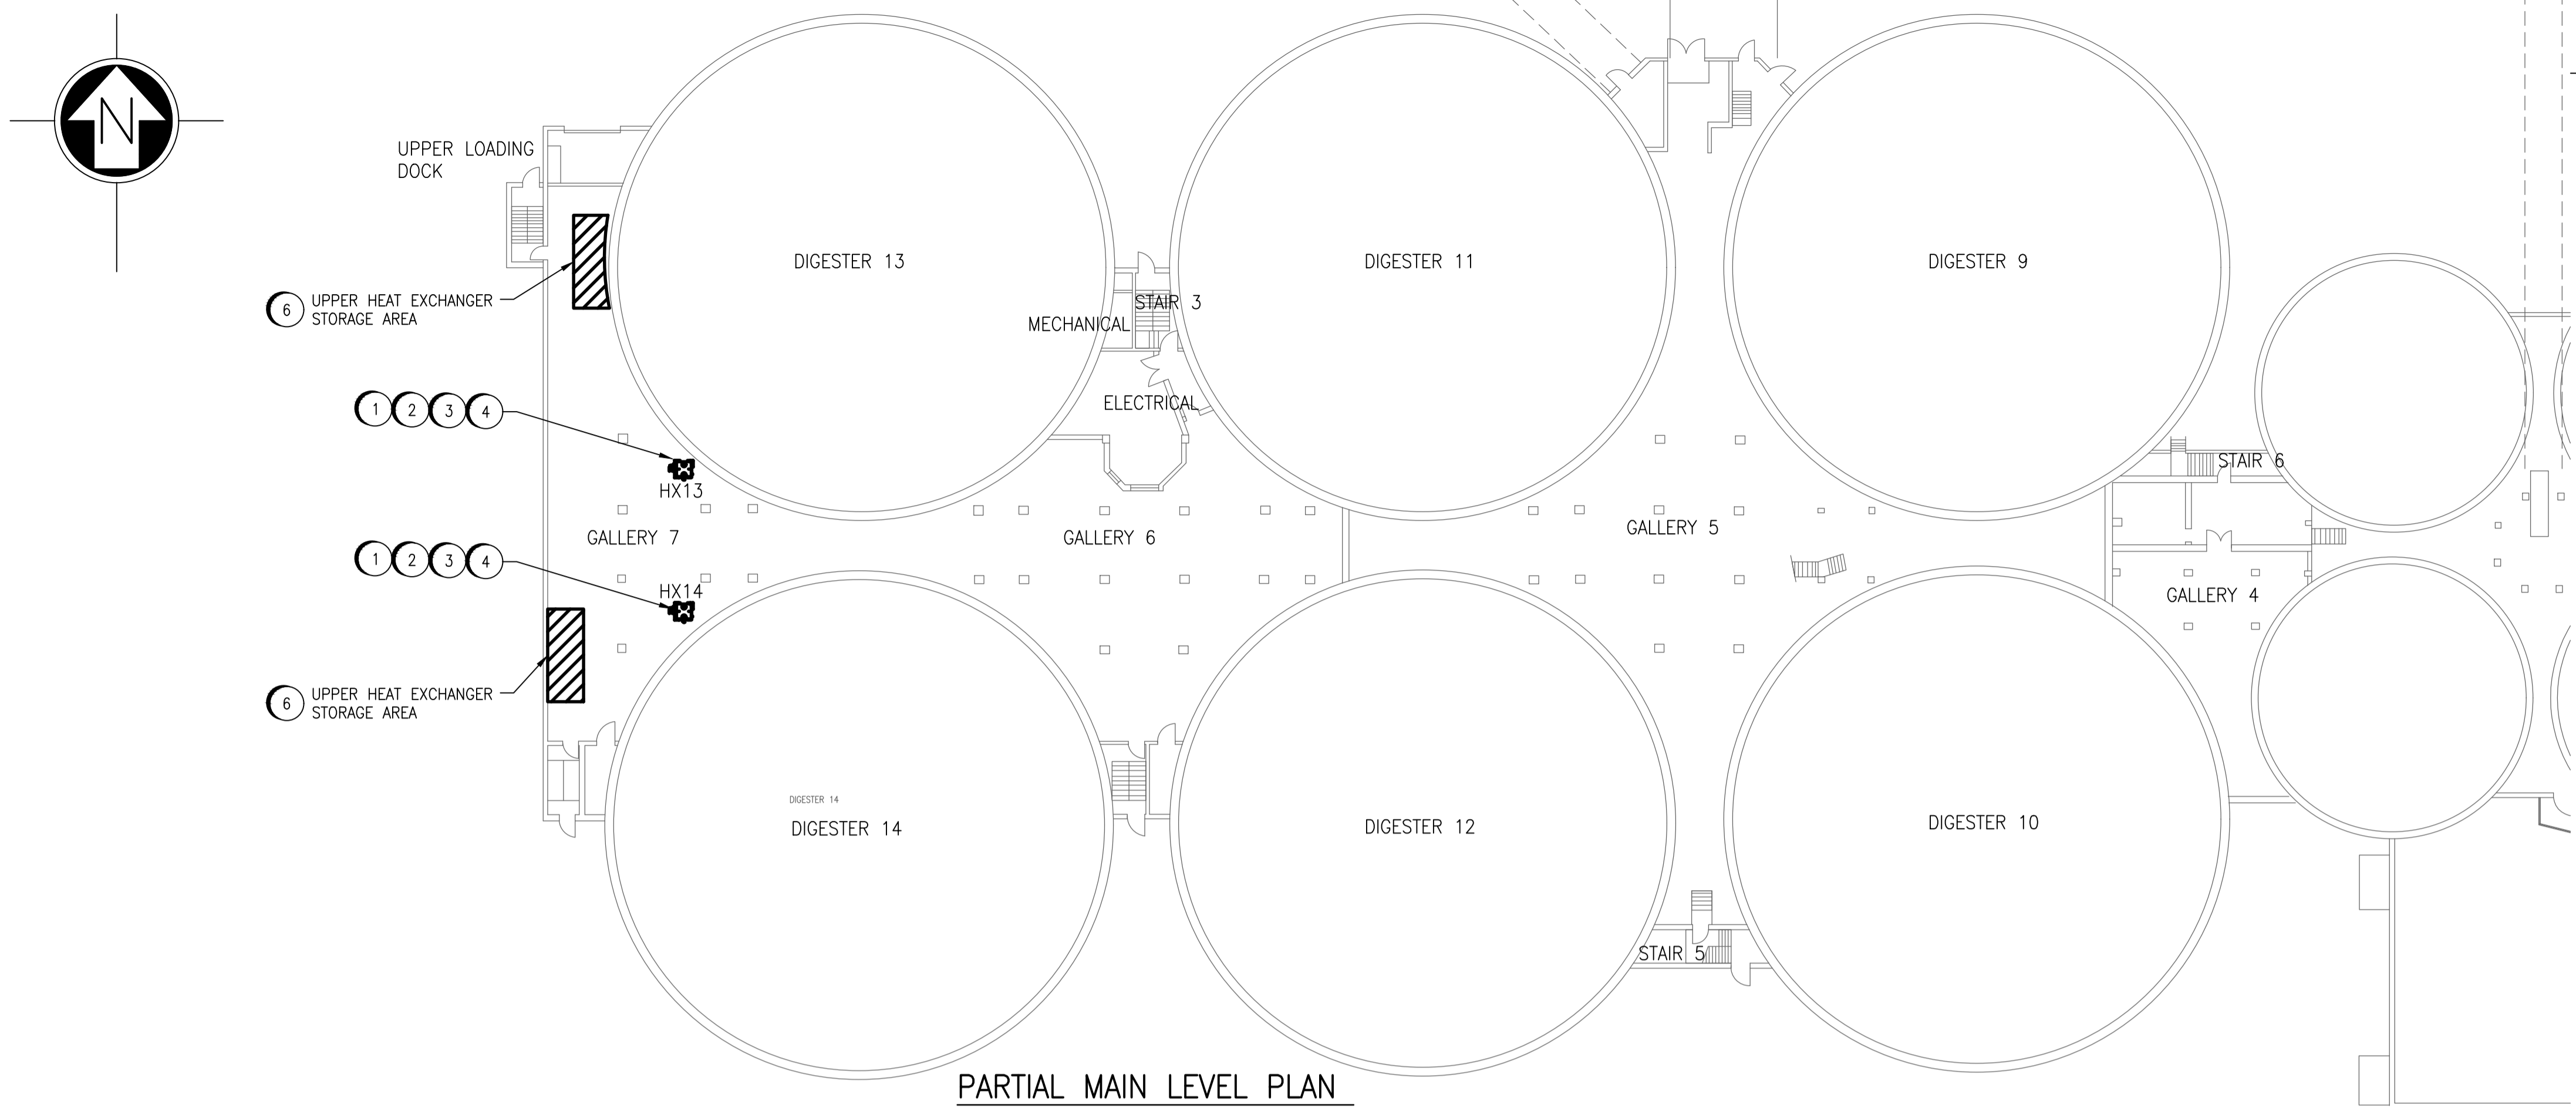 N
UPPER LOADING
DOCK
DIGESTER 13
DIGESTER 11
DIGESTER 9
6
UPPER HEAT EXCHANGER
STORAGE AREA
STAIR 3
MECHANICAL
1 2 3 4
ELECTRICAL
STAIR 6
HX13
GALLERY 7
GALLERY 6
GALLERY 5
1 2 3 4
HX14
GALLERY 4
6
UPPER HEAT EXCHANGER
STORAGE AREA
DIGESTER 14
DIGESTER 14
DIGESTER 12
DIGESTER 10
STAIR 5
PARTIAL MAIN LEVEL PLAN